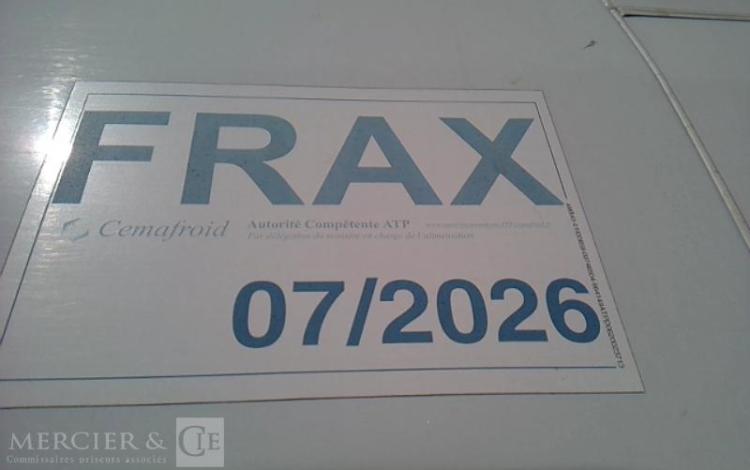 FRAX
Cemafroid Autorité Compétente ATP
Par délégation du ministre en charge de l'alimentation
07/2026
MERCIER & CIE
Commissaires priseurs associés